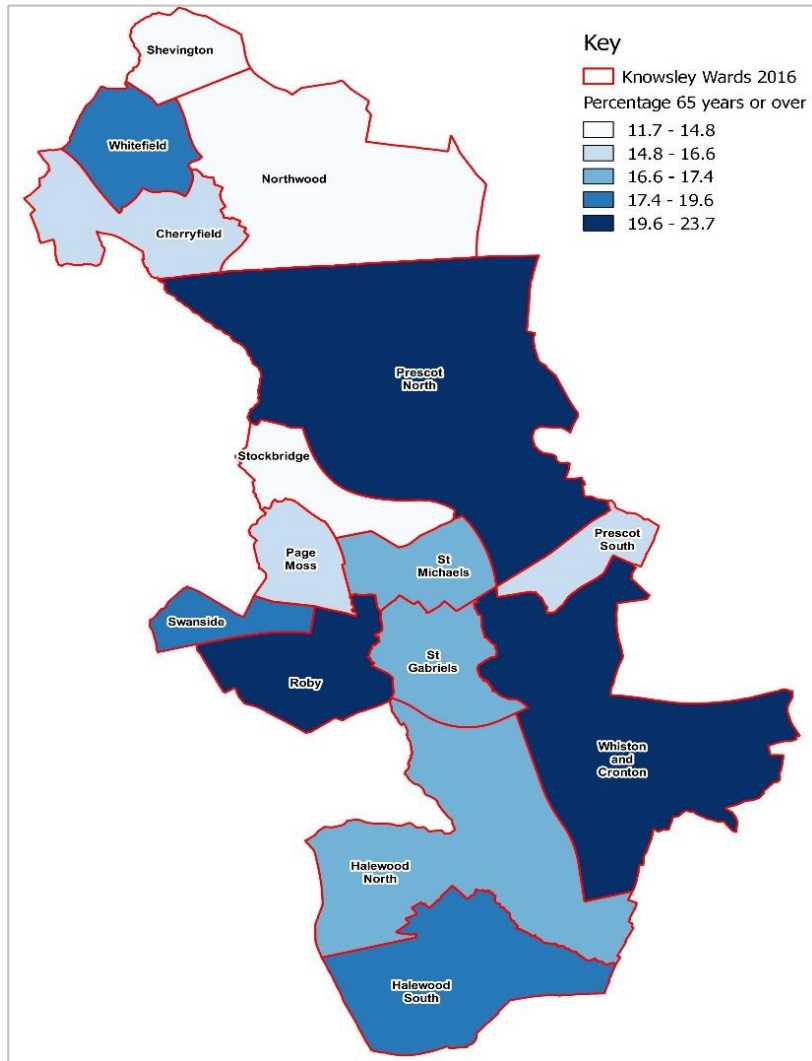 Key
Knowsley Wards 2016
Percentage 65 years or over
11.7 - 14.8
14.8 - 16.6
16.6 - 17.4
17.4 - 19.6
19.6 - 23.7
Shevington
Whitefield
Northwood
Cherryfield
Prescot
North
Stockbridge
Prescot
South
Page
Moss
St
Michaels
Swanside
St
Gabriels
Roby
Whiston
and
Cronton
Halewood
North
Halewood
South